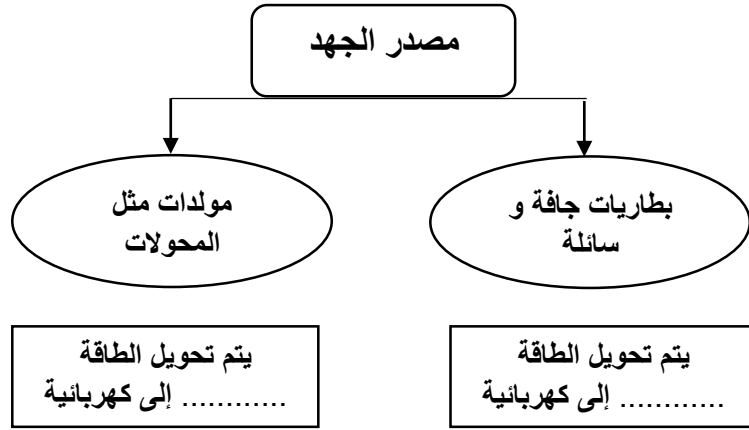 مصدر الجهد
بطاريات جافة و
سائلة
مولدات مثل
المحولات
يتم تحويل الطاقة
............ إلى كهربائية
يتم تحويل الطاقة
............ إلى كهربائية